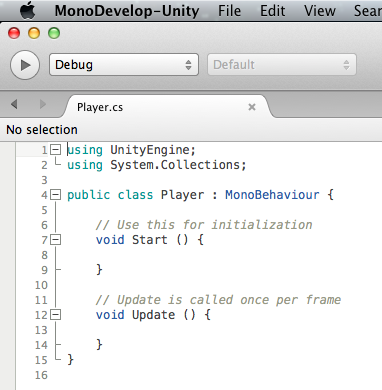 MonoDevelop-Unity File Edit View Sear
Debug Default
Player.cs
No selection
1 using UnityEngine;
2 using System.Collections;
3
4 public class Player : MonoBehaviour {
5
6 // Use this for initialization
7 void Start () {
8
9 }
10
11 // Update is called once per frame
12 void Update () {
13
14 }
15 }
16